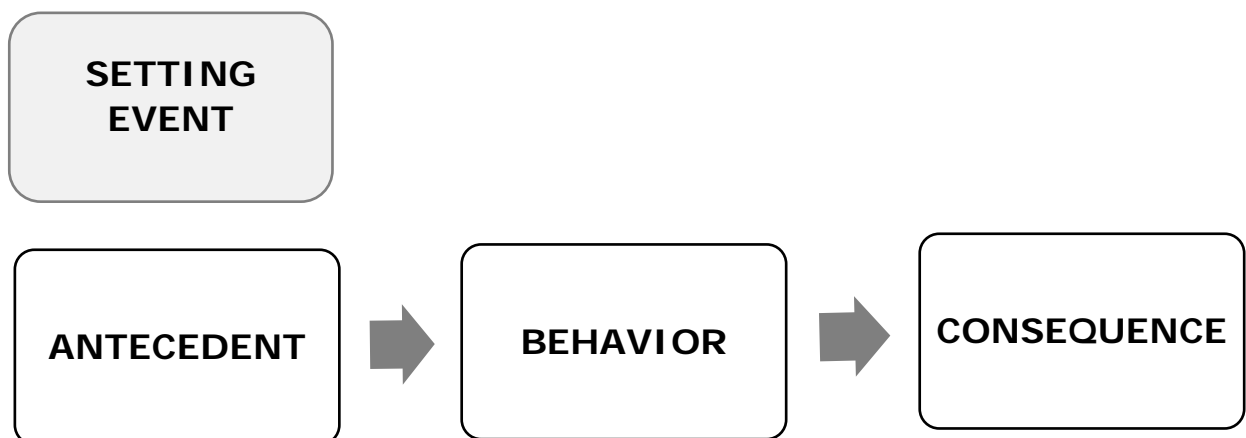 SETTING
EVENT
ANTECEDENT
BEHAVIOR
CONSEQUENCE